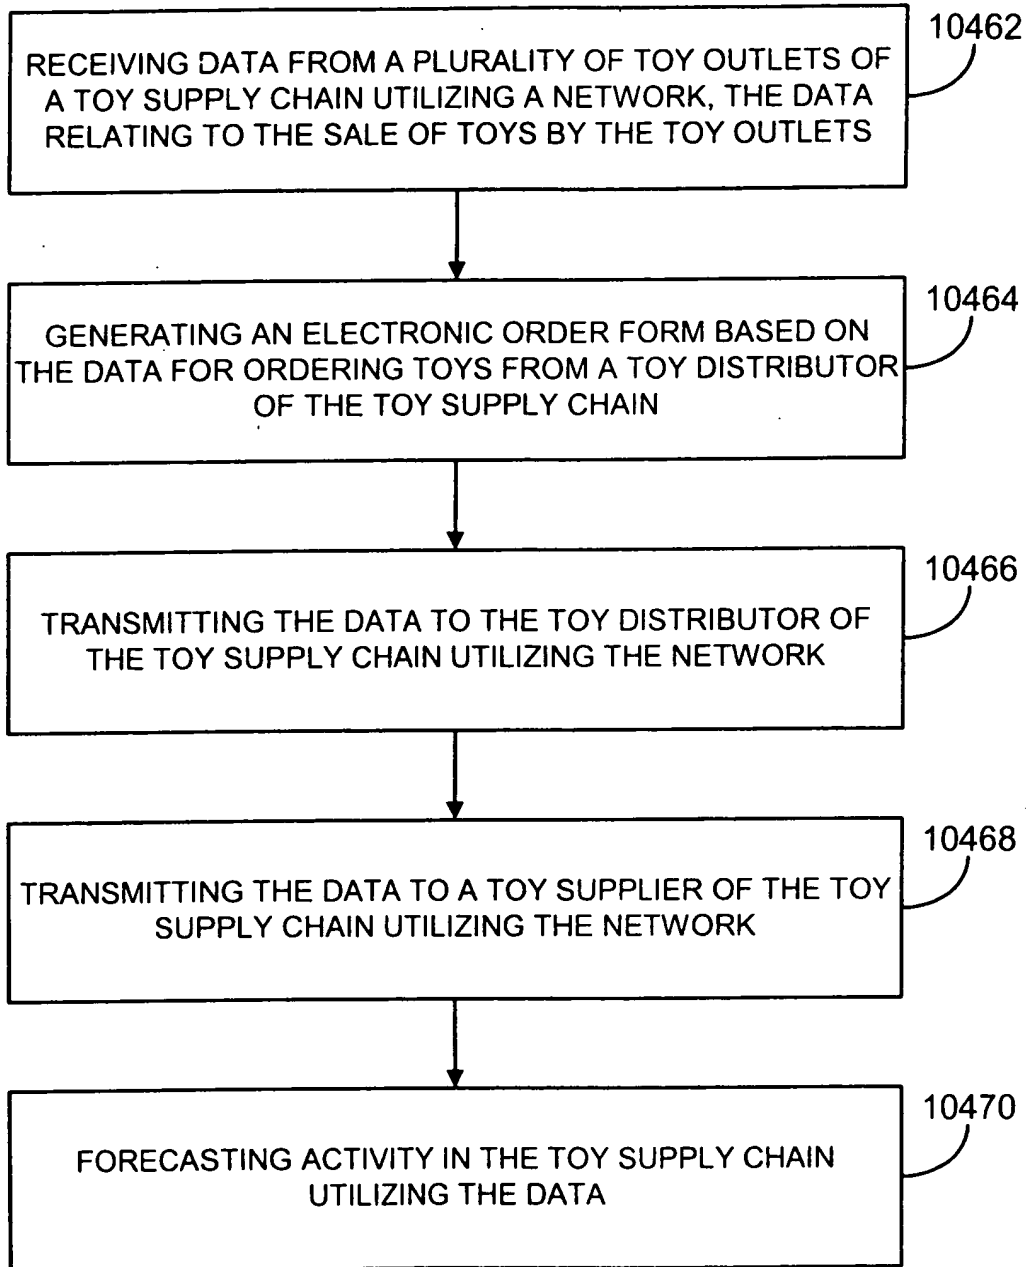 10462
RECEIVING DATA FROM A PLURALITY OF TOY OUTLETS OF
A TOY SUPPLY CHAIN UTILIZING A NETWORK, THE DATA
RELATING TO THE SALE OF TOYS BY THE TOY OUTLETS
10464
GENERATING AN ELECTRONIC ORDER FORM BASED ON
THE DATA FOR ORDERING TOYS FROM A TOY DISTRIBUTOR
OF THE TOY SUPPLY CHAIN
10466
TRANSMITTING THE DATA TO THE TOY DISTRIBUTOR OF
THE TOY SUPPLY CHAIN UTILIZING THE NETWORK
10468
TRANSMITTING THE DATA TO A TOY SUPPLIER OF THE TOY
SUPPLY CHAIN UTILIZING THE NETWORK
10470
FORECASTING ACTIVITY IN THE TOY SUPPLY CHAIN
UTILIZING THE DATA